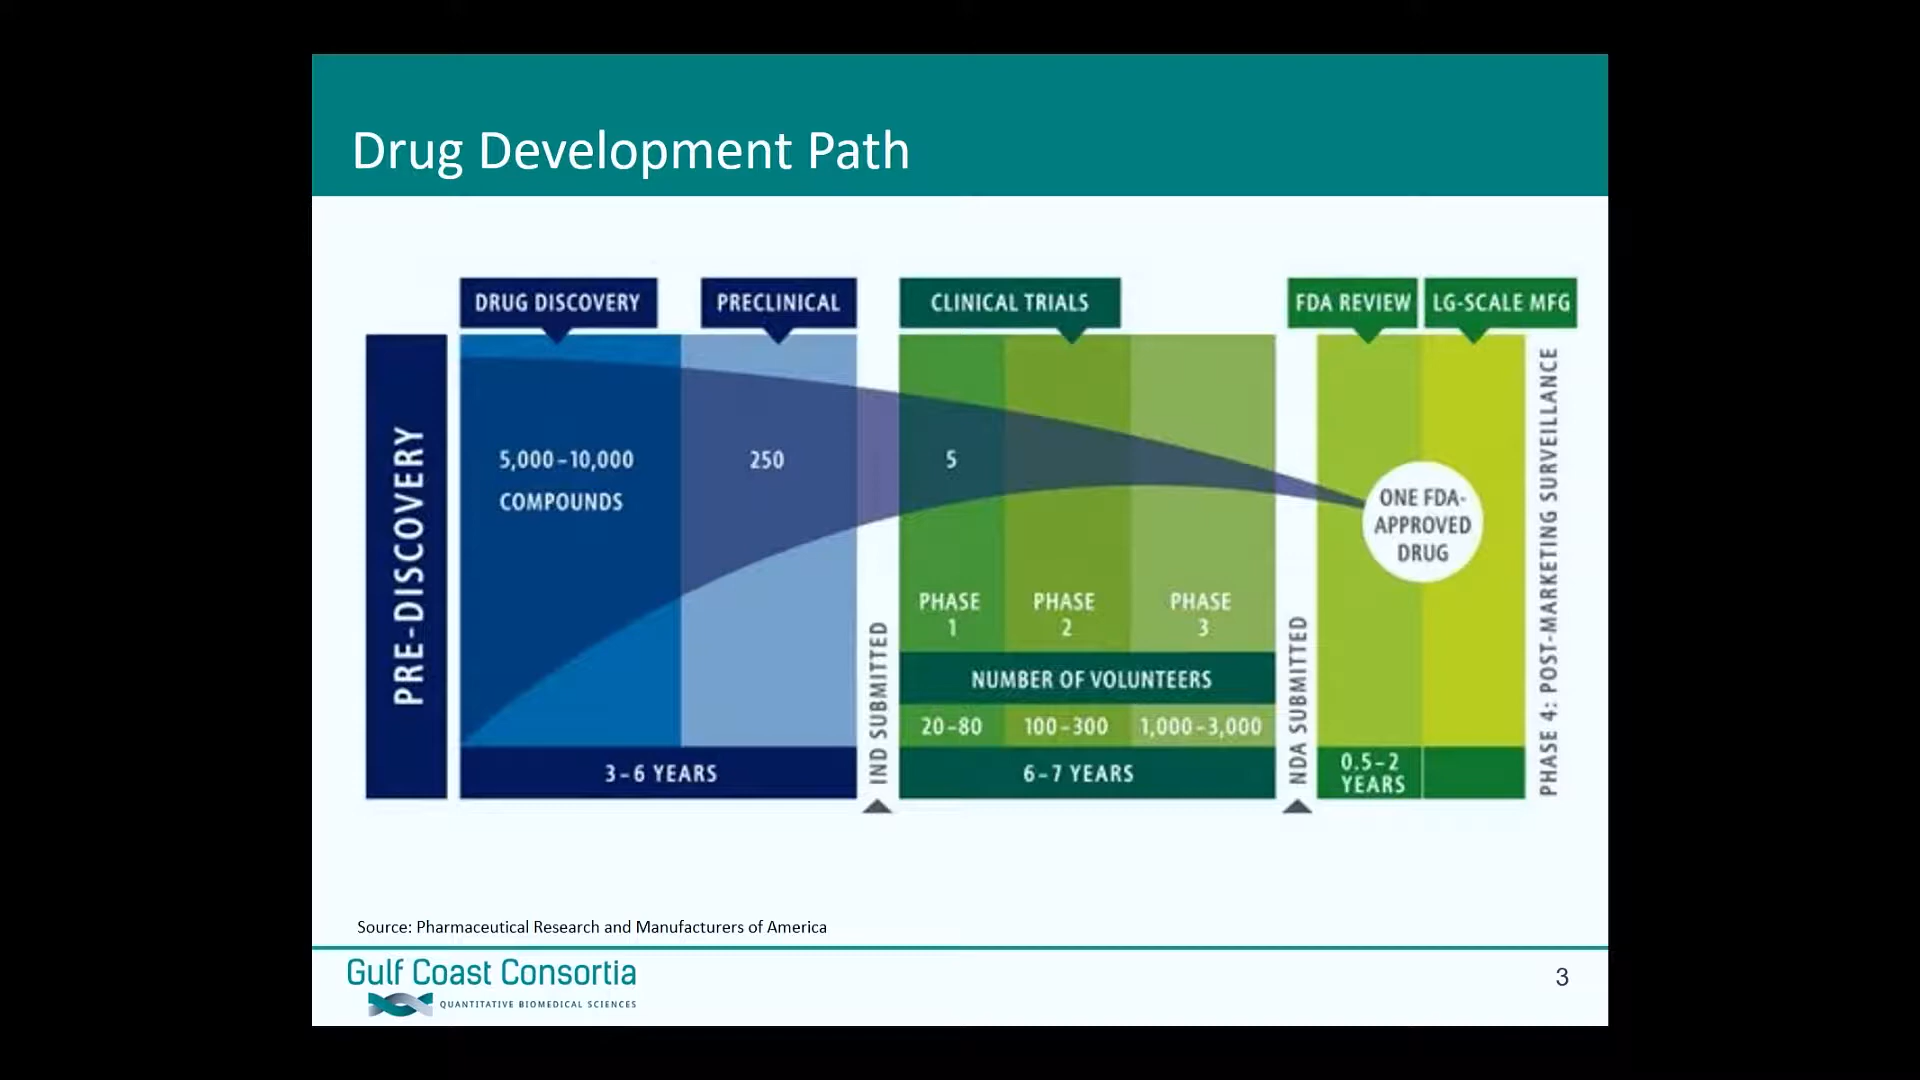 Drug Development Path
DRUG DISCOVERY
PRECLINICAL
CLINICAL TRIALS
FDA REVIEW
LG-SCALE MFG
PRE-DISCOVERY
5,000–10,000
COMPOUNDS
250
5
ONE FDA-
APPROVED
DRUG
PHASE
1
PHASE
2
PHASE
3
NUMBER OF VOLUNTEERS
20–80
100–300
1,000–3,000
3–6 YEARS
IND SUBMITTED
6–7 YEARS
NDA SUBMITTED
0.5–2
YEARS
PHASE 4: POST-MARKETING SURVEILLANCE
Source: Pharmaceutical Research and Manufacturers of America
Gulf Coast Consortia
QUANTITATIVE BIOMEDICAL SCIENCES
3